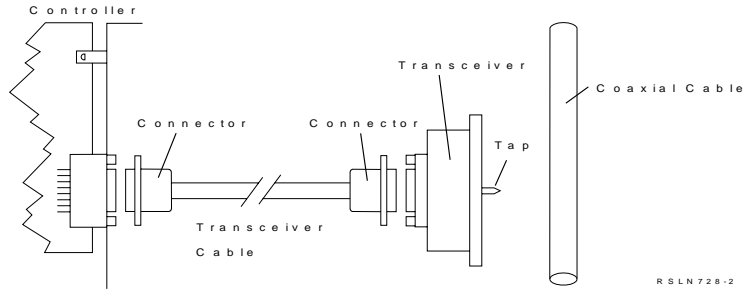 Controller
Transceiver
Coaxial Cable
Connector
Connector
Tap
Transceiver
Cable
RSLN728-2